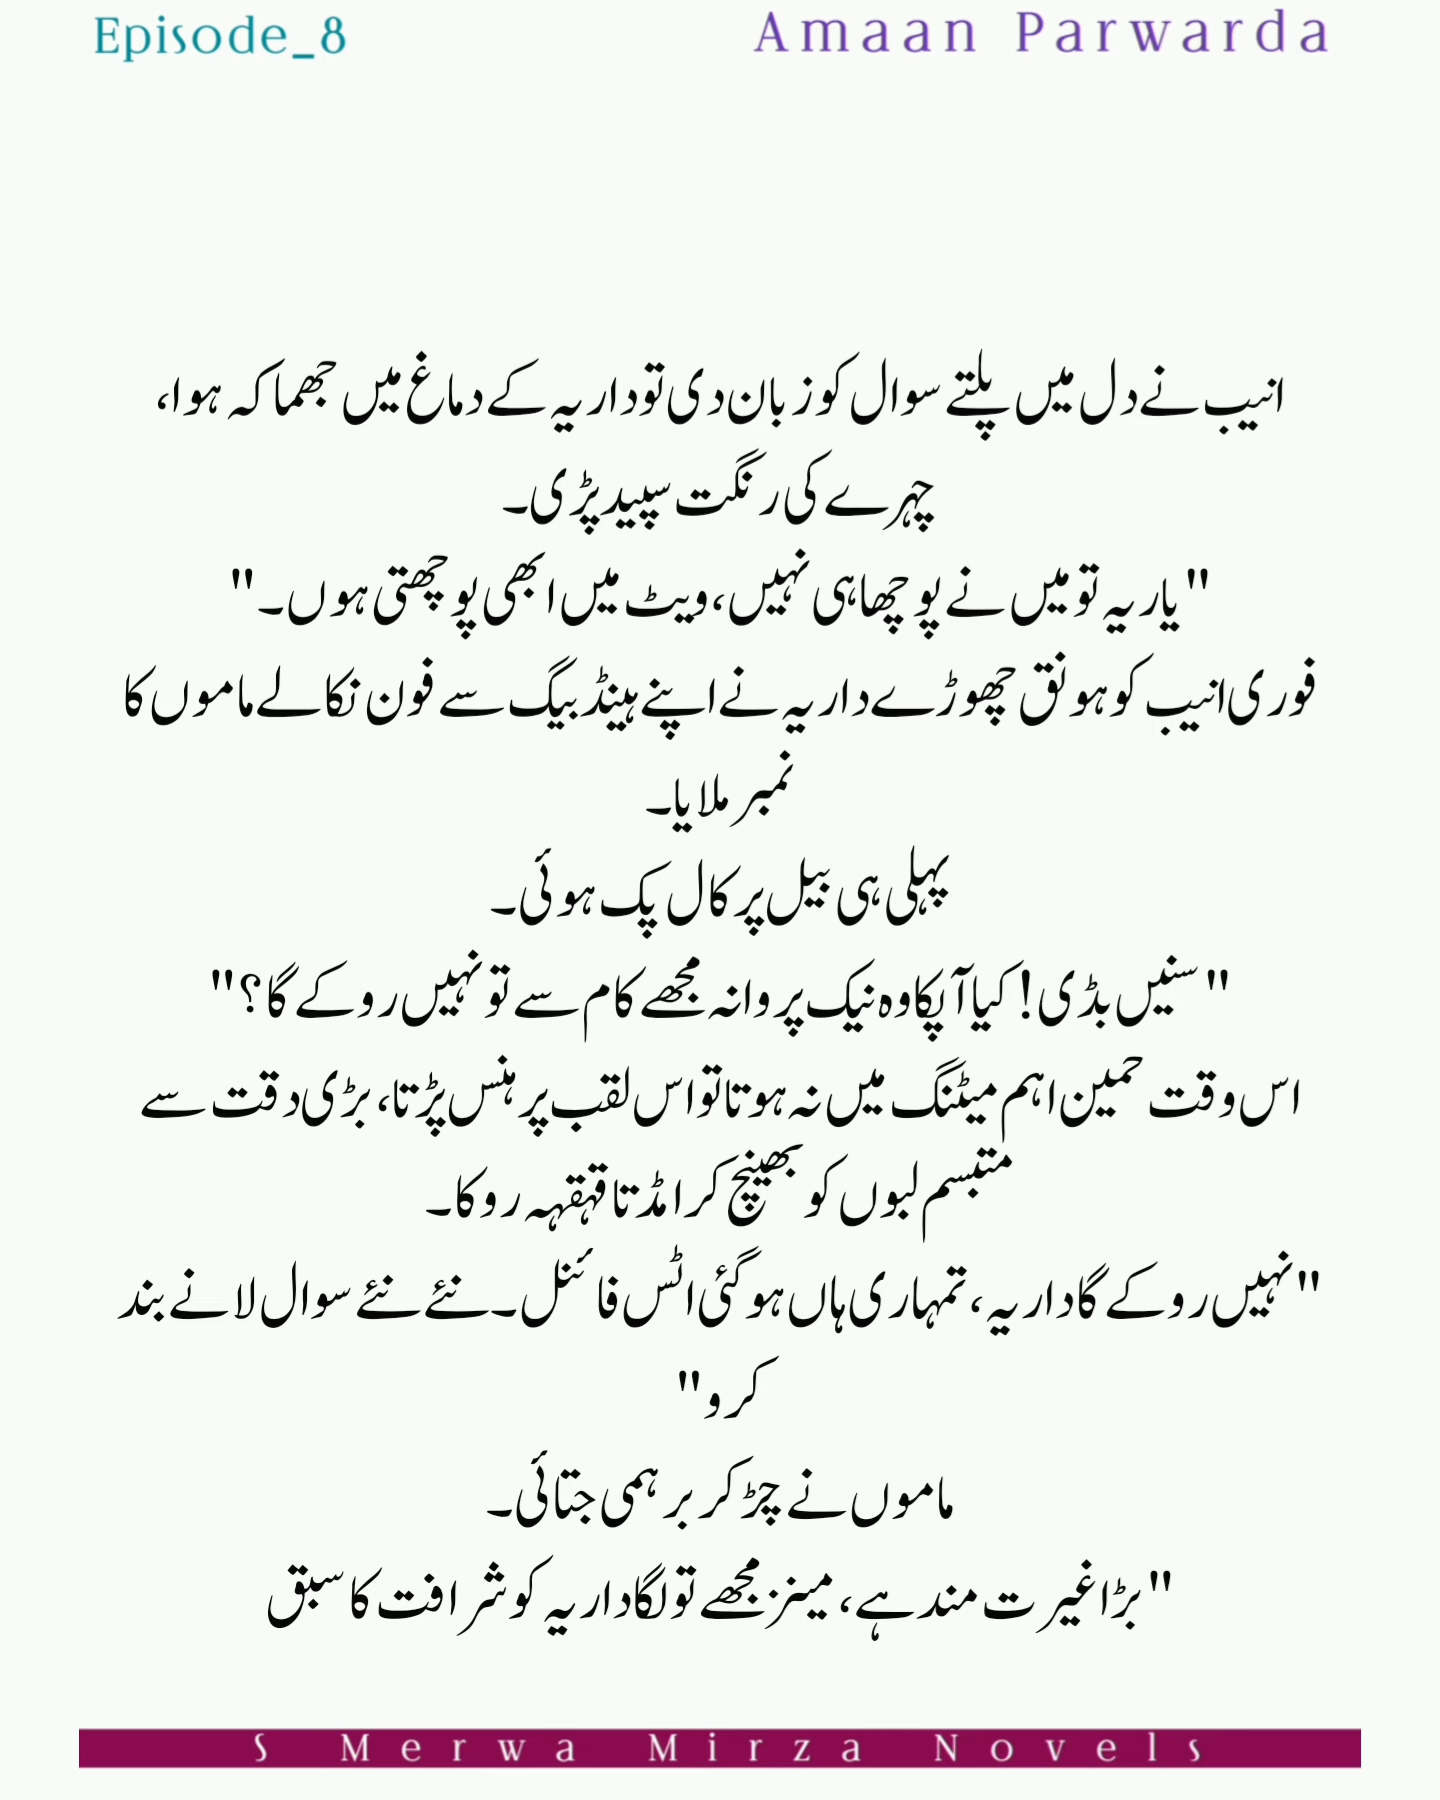 Episode_8 Amaan Parwarda
انیب نے دل میں پلتے سوال کو زبان دی تو داریہ کے دماغ میں جھماکہ ہوا،
چہرے کی رنگت سپید پڑی۔
"یار یہ تو میں نے پوچھا ہی نہیں، ویٹ میں ابھی پوچھتی ہوں۔"
فوری انیب کو ہونق چھوڑے داریہ نے اپنے ہینڈ بیگ سے فون نکالے ماموں کا
نمبر ملایا۔
پہلی ہی بیل پر کال پک ہوئی۔
"سنیں بڈی! کیا آپکا وہ نیک پروانہ مجھے کام سے تو نہیں روکے گا؟"
اس وقت حمین اہم میٹنگ میں نہ ہوتا تو اس لقب پر ہنس پڑتا، بڑی دقت سے
متبسم لبوں کو بھینچ کر امڈتا قہقہہ روکا۔
"نہیں روکے گا داریہ، تمہاری ہاں ہو گئی اٹس فائنل۔ نئے نئے سوال لانے بند
کرو"
ماموں نے چڑ کر برہمی جتائی۔
"بڑا غیرت مند ہے، مینز مجھے تو لگا داریہ کو شرافت کا سبق
S Merwa Mirza Novels